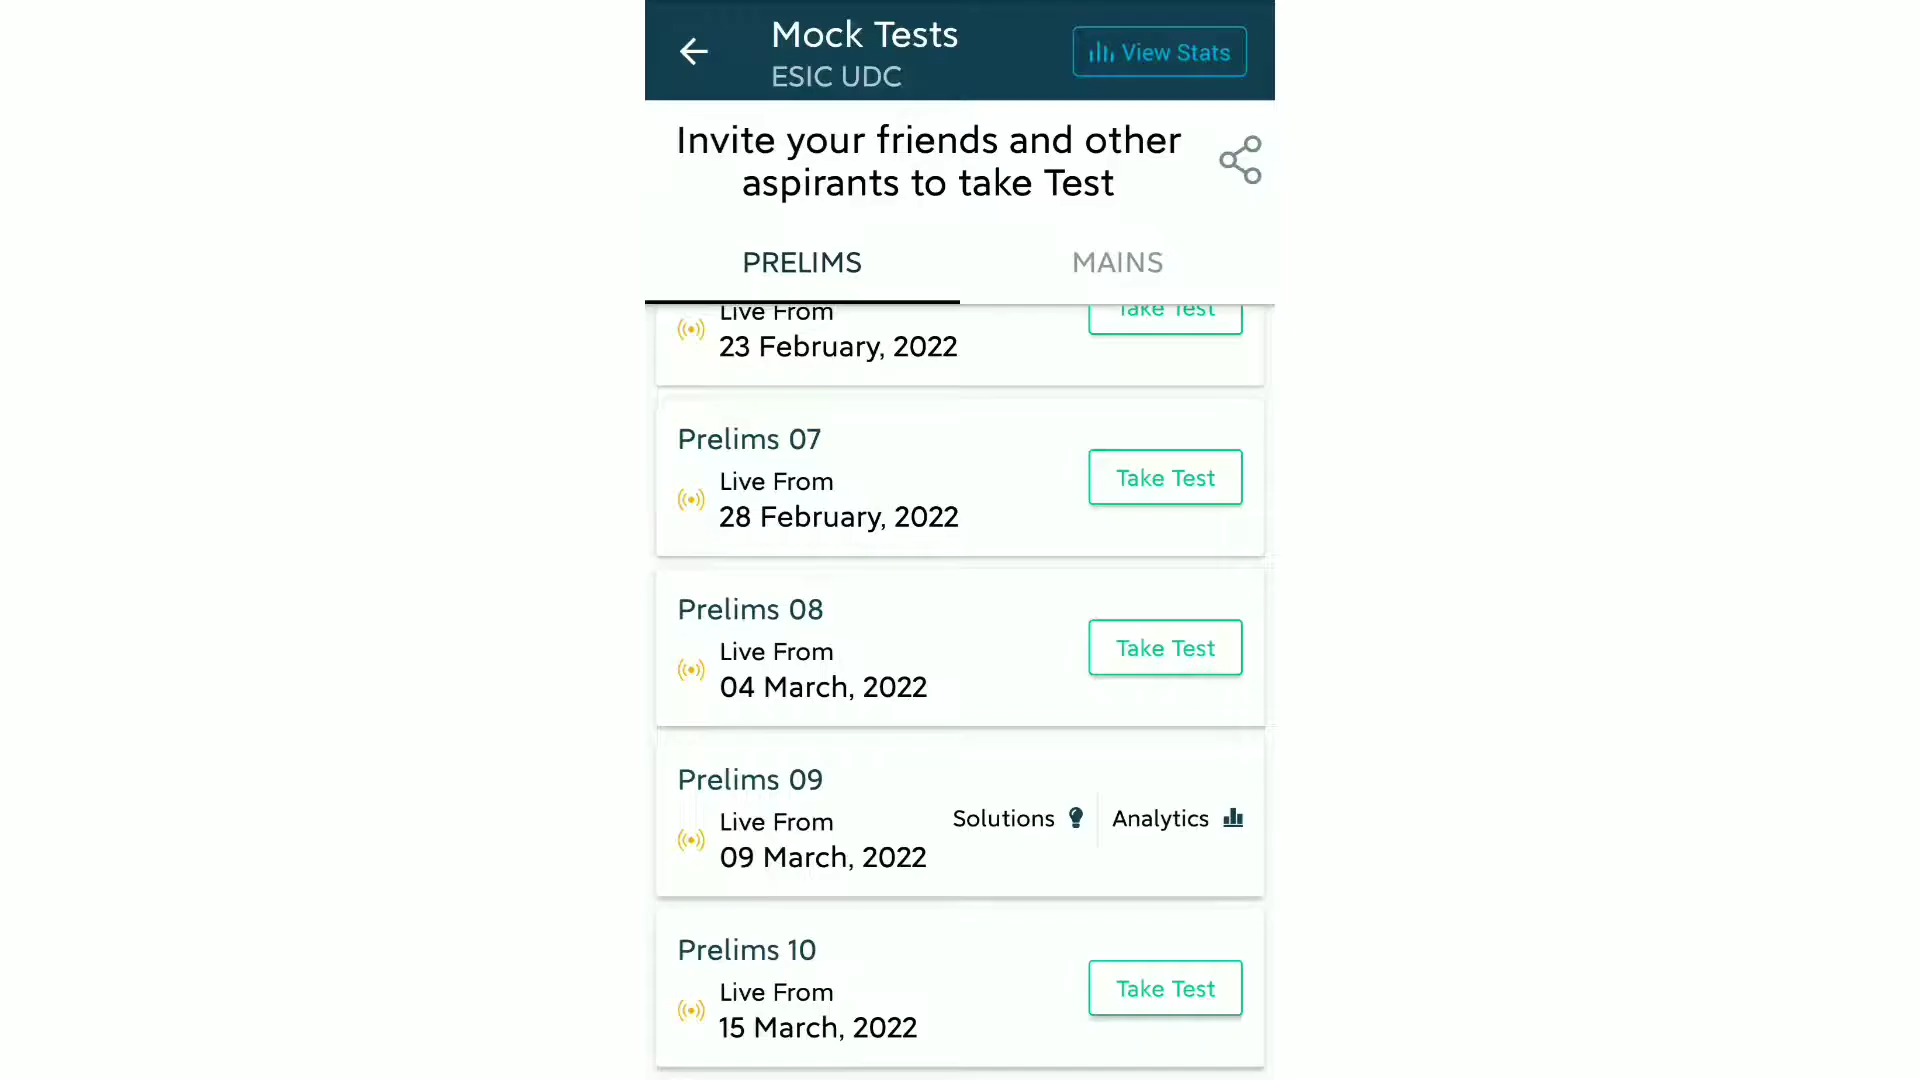 Mock Tests
ESIC UDC
View Stats
Invite your friends and other
aspirants to take Test
PRELIMS
MAINS
Live From
23 February, 2022
Take Test
Prelims 07
Live From
28 February, 2022
Take Test
Prelims 08
Live From
04 March, 2022
Take Test
Prelims 09
Live From
09 March, 2022
Solutions
Analytics
Prelims 10
Live From
15 March, 2022
Take Test